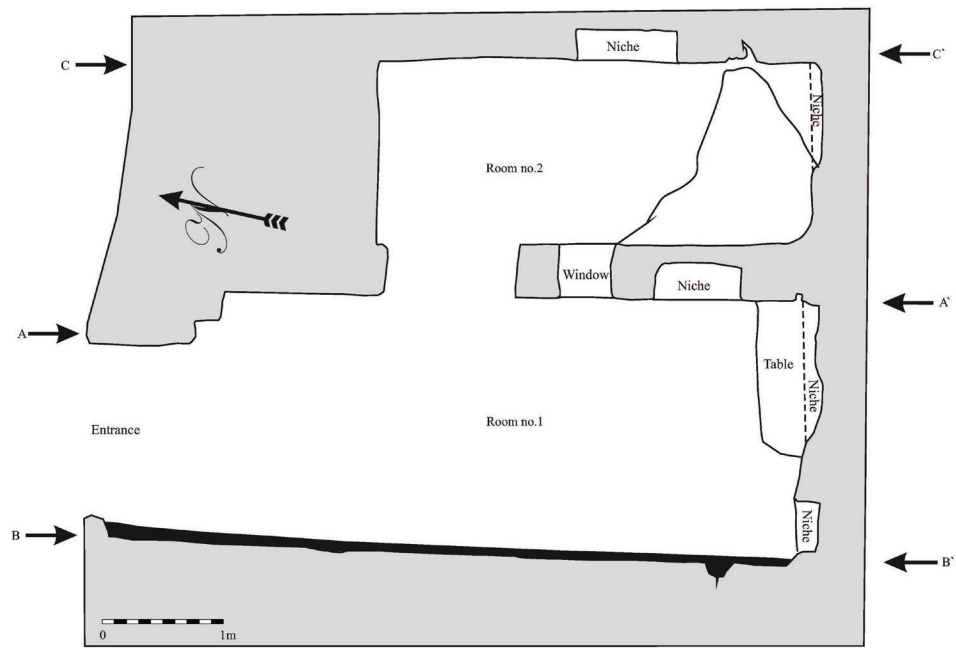 Niche
C
C`
Niche
Room no.2
N
Window
Niche
A
A`
Table
Niche
Room no.1
Entrance
Niche
B
B`
0 1m